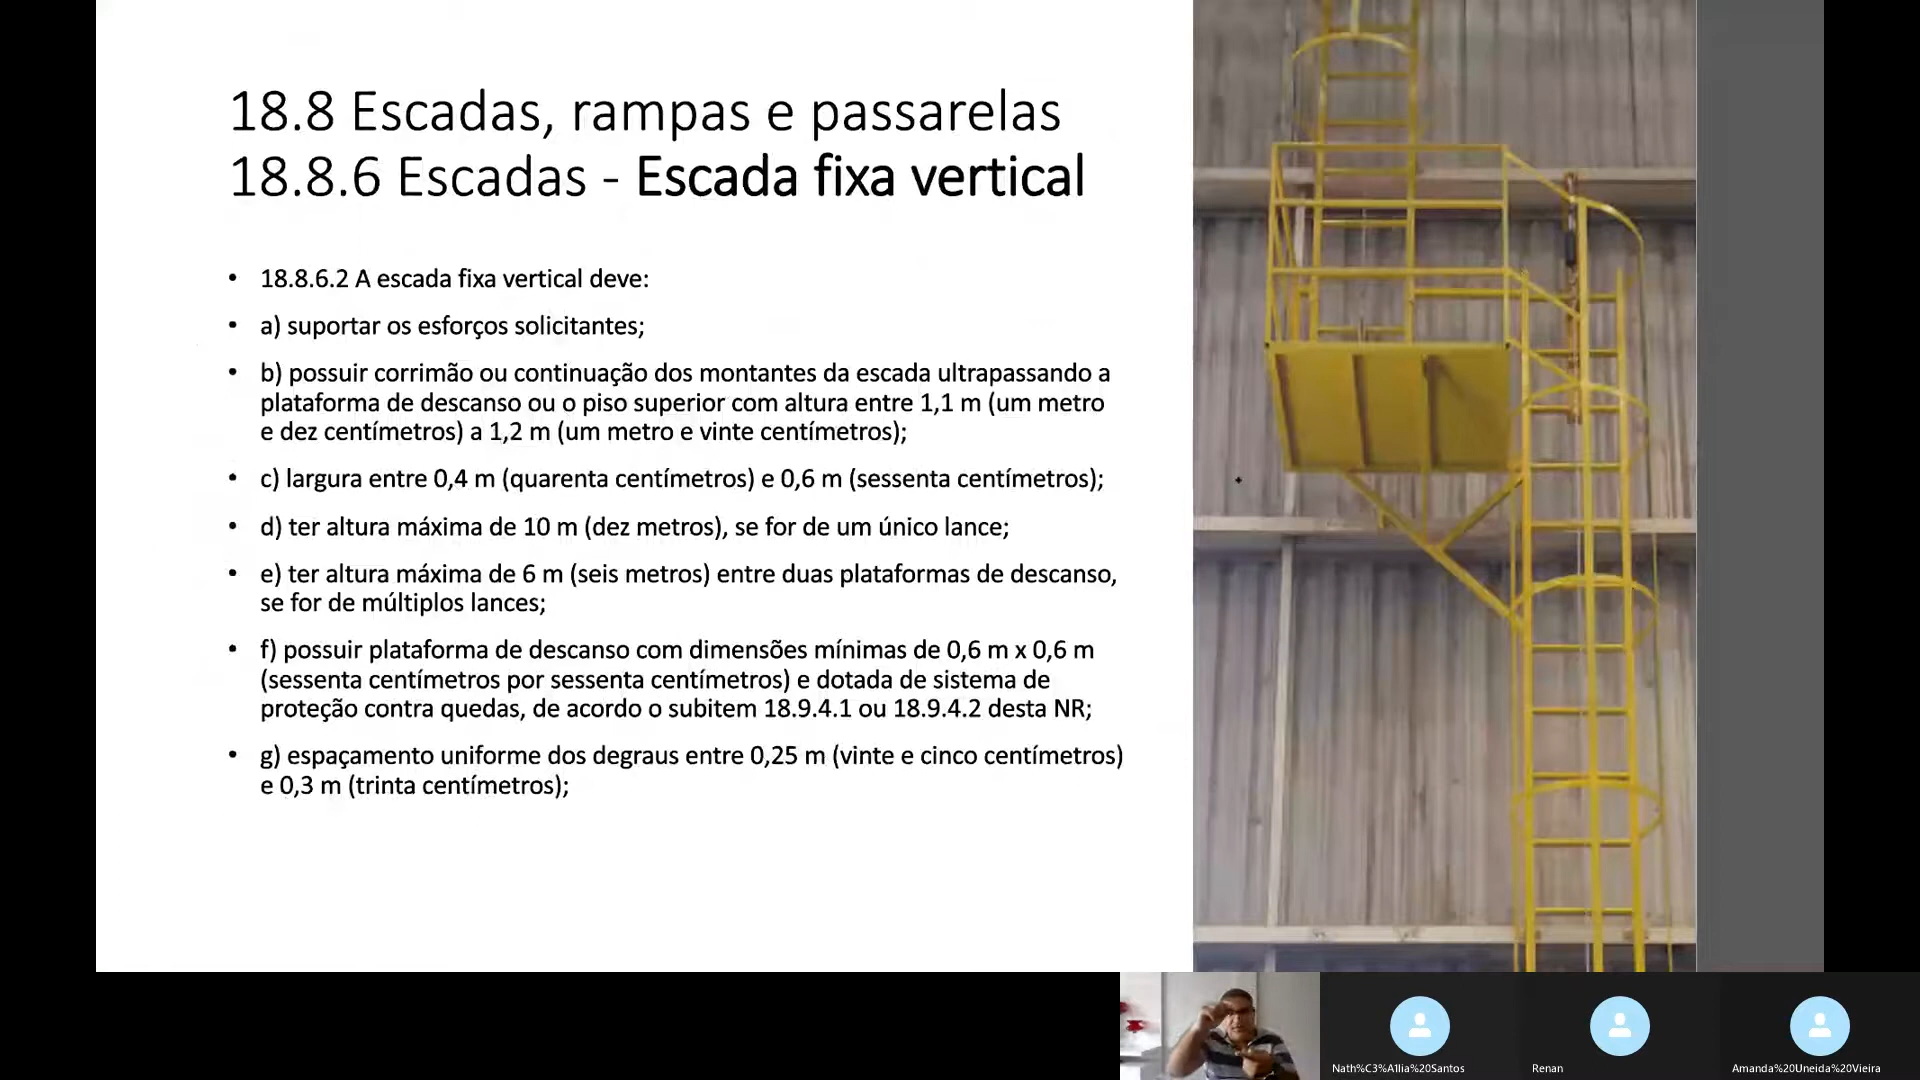 18.8 Escadas, rampas e passarelas
18.8.6 Escadas - Escada fixa vertical
• 18.8.6.2 A escada fixa vertical deve:
• a) suportar os esforços solicitantes;
• b) possuir corrimão ou continuação dos montantes da escada ultrapassando a
plataforma de descanso ou o piso superior com altura entre 1,1 m (um metro
e dez centímetros) a 1,2 m (um metro e vinte centímetros);
• c) largura entre 0,4 m (quarenta centímetros) e 0,6 m (sessenta centímetros);
• d) ter altura máxima de 10 m (dez metros), se for de um único lance;
• e) ter altura máxima de 6 m (seis metros) entre duas plataformas de descanso,
se for de múltiplos lances;
• f) possuir plataforma de descanso com dimensões mínimas de 0,6 m x 0,6 m
(sessenta centímetros por sessenta centímetros) e dotada de sistema de
proteção contra quedas, de acordo o subitem 18.9.4.1 ou 18.9.4.2 desta NR;
• g) espaçamento uniforme dos degraus entre 0,25 m (vinte e cinco centímetros)
e 0,3 m (trinta centímetros);
Nath%C3%A1lia%20Santos
Renan
Amanda%20Uneida%20Vieira